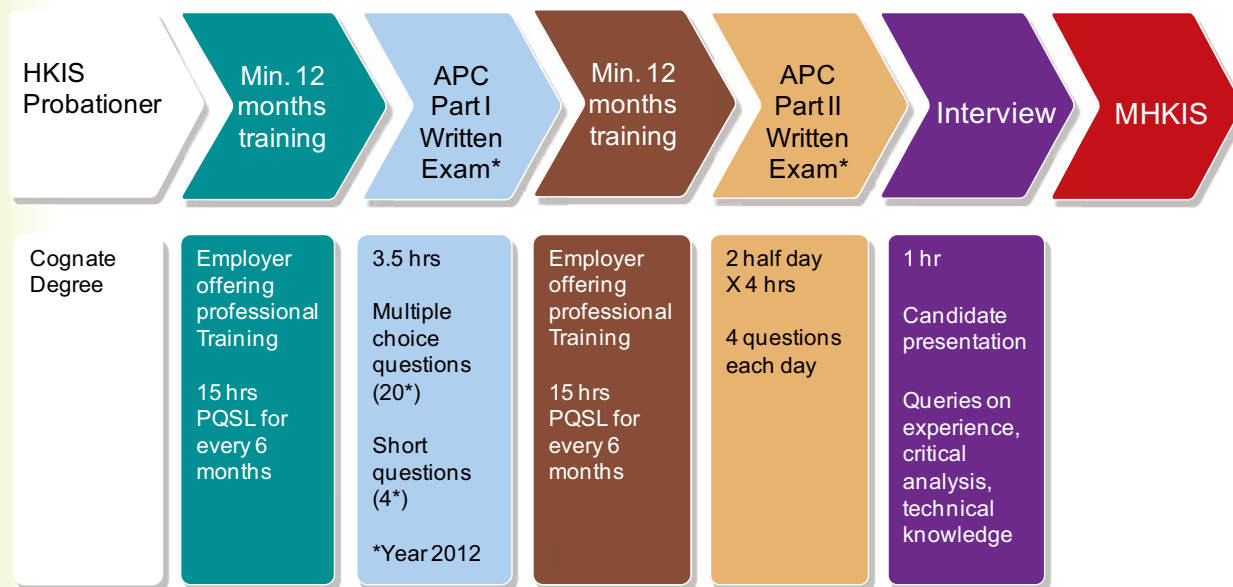 HKIS
Probationer
Min. 12
months
training
APC
Part I
Written
Exam*
Min. 12
months
training
APC
Part II
Written
Exam*
Interview
MHKIS
Cognate
Degree
Employer
offering
professional
Training
15 hrs
PQSL for
every 6
months
3.5 hrs
Multiple
choice
questions
(20*)
Short
questions
(4*)
*Year 2012
Employer
offering
professional
Training
15 hrs
PQSL for
every 6
months
2 half day
X 4 hrs
4 questions
each day
1 hr
Candidate
presentation
Queries on
experience,
critical
analysis,
technical
knowledge